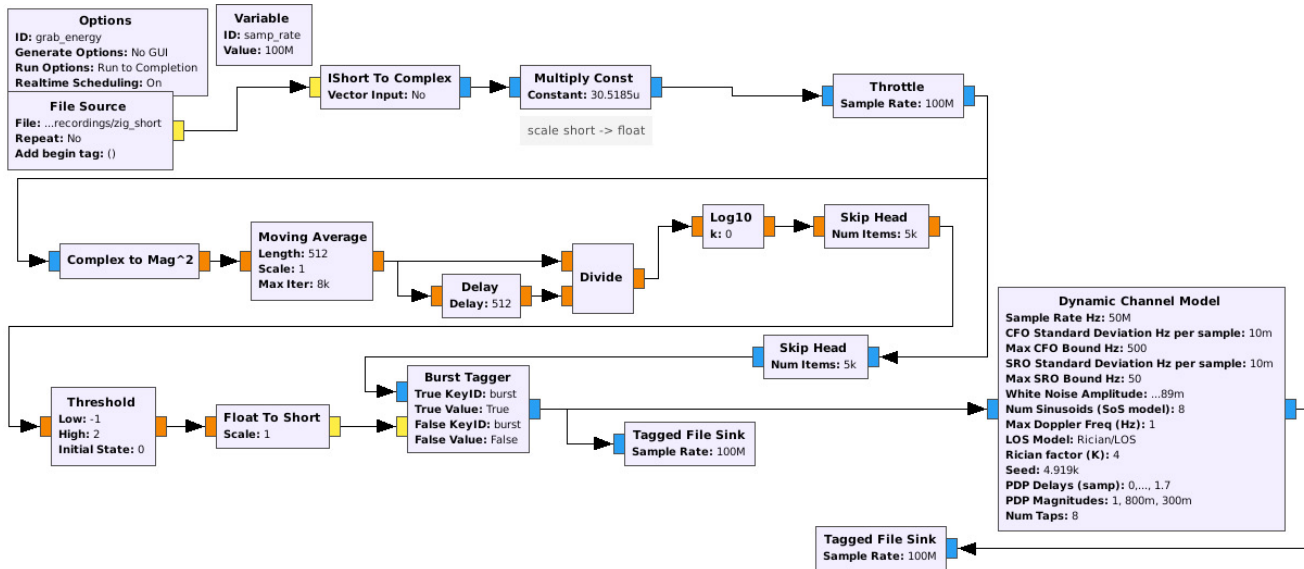 Options
ID: grab_energy
Generate Options: No GUI
Run Options: Run to Completion
Realtime Scheduling: On
Variable
ID: samp_rate
Value: 100M
File Source
File: ...recordings/zig_short
Repeat: No
Add begin tag: ()
IShort To Complex
Vector Input: No
Multiply Const
Constant: 30.5185u
scale short -> float
Throttle
Sample Rate: 100M
Complex to Mag^2
Moving Average
Length: 512
Scale: 1
Max Iter: 8k
Delay
Delay: 512
Divide
Log10
k: 0
Skip Head
Num Items: 5k
Skip Head
Num Items: 5k
Threshold
Low: -1
High: 2
Initial State: 0
Float To Short
Scale: 1
Burst Tagger
True KeyID: burst
True Value: True
False KeyID: burst
False Value: False
Tagged File Sink
Sample Rate: 100M
Dynamic Channel Model
Sample Rate Hz: 50M
CFO Standard Deviation Hz per sample: 10m
Max CFO Bound Hz: 500
SRO Standard Deviation Hz per sample: 10m
Max SRO Bound Hz: 50
White Noise Amplitude: ...89m
Num Sinusoids (SoS model): 8
Max Doppler Freq (Hz): 1
LOS Model: Rician/LOS
Rician factor (K): 4
Seed: 4.919k
PDP Delays (samp): 0,..., 1.7
PDP Magnitudes: 1, 800m, 300m
Num Taps: 8
Tagged File Sink
Sample Rate: 100M